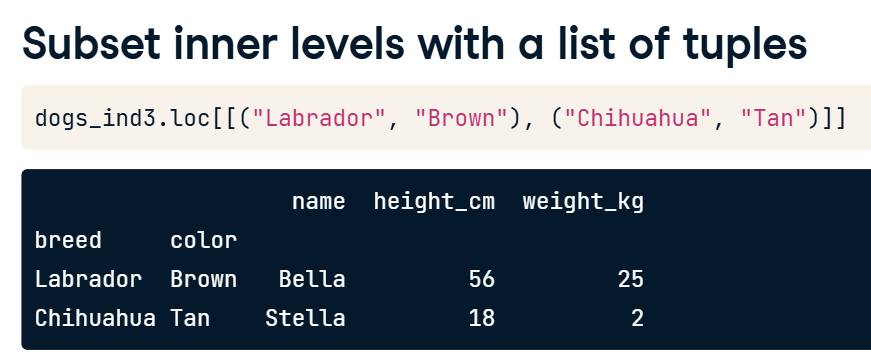 Subset inner levels with a list of tuples
dogs_ind3.loc[[("Labrador", "Brown"), ("Chihuahua", "Tan")]]
name height_cm weight_kg
breed color
Labrador Brown Bella 56 25
Chihuahua Tan Stella 18 2